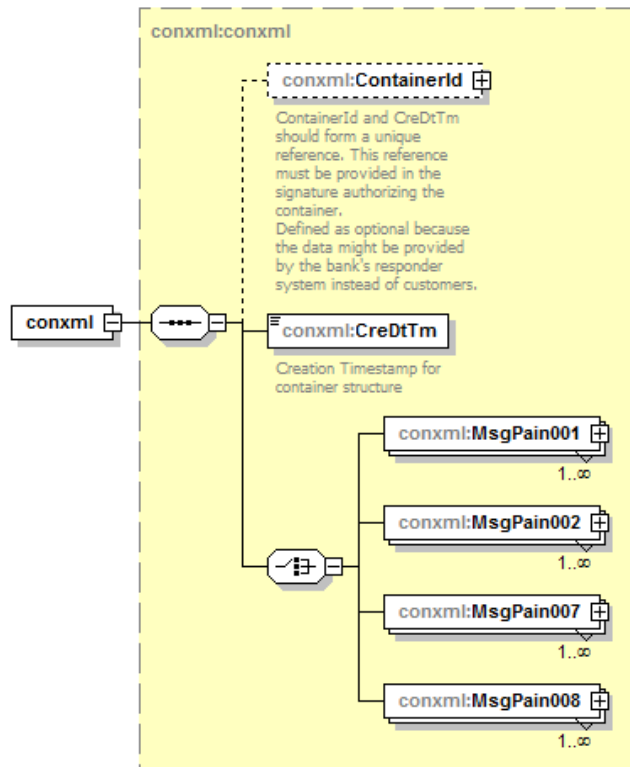 conxml:conxml
conxml:ContainerId
ContainerId and CreDtTm
should form a unique
reference. This reference
must be provided in the
signature authorizing the
container.
Defined as optional because
the data might be provided
by the bank's responder
system instead of customers.
conxml
conxml:CreDtTm
Creation Timestamp for
container structure
conxml:MsgPain001
1..∞
conxml:MsgPain002
1..∞
conxml:MsgPain007
1..∞
conxml:MsgPain008
1..∞